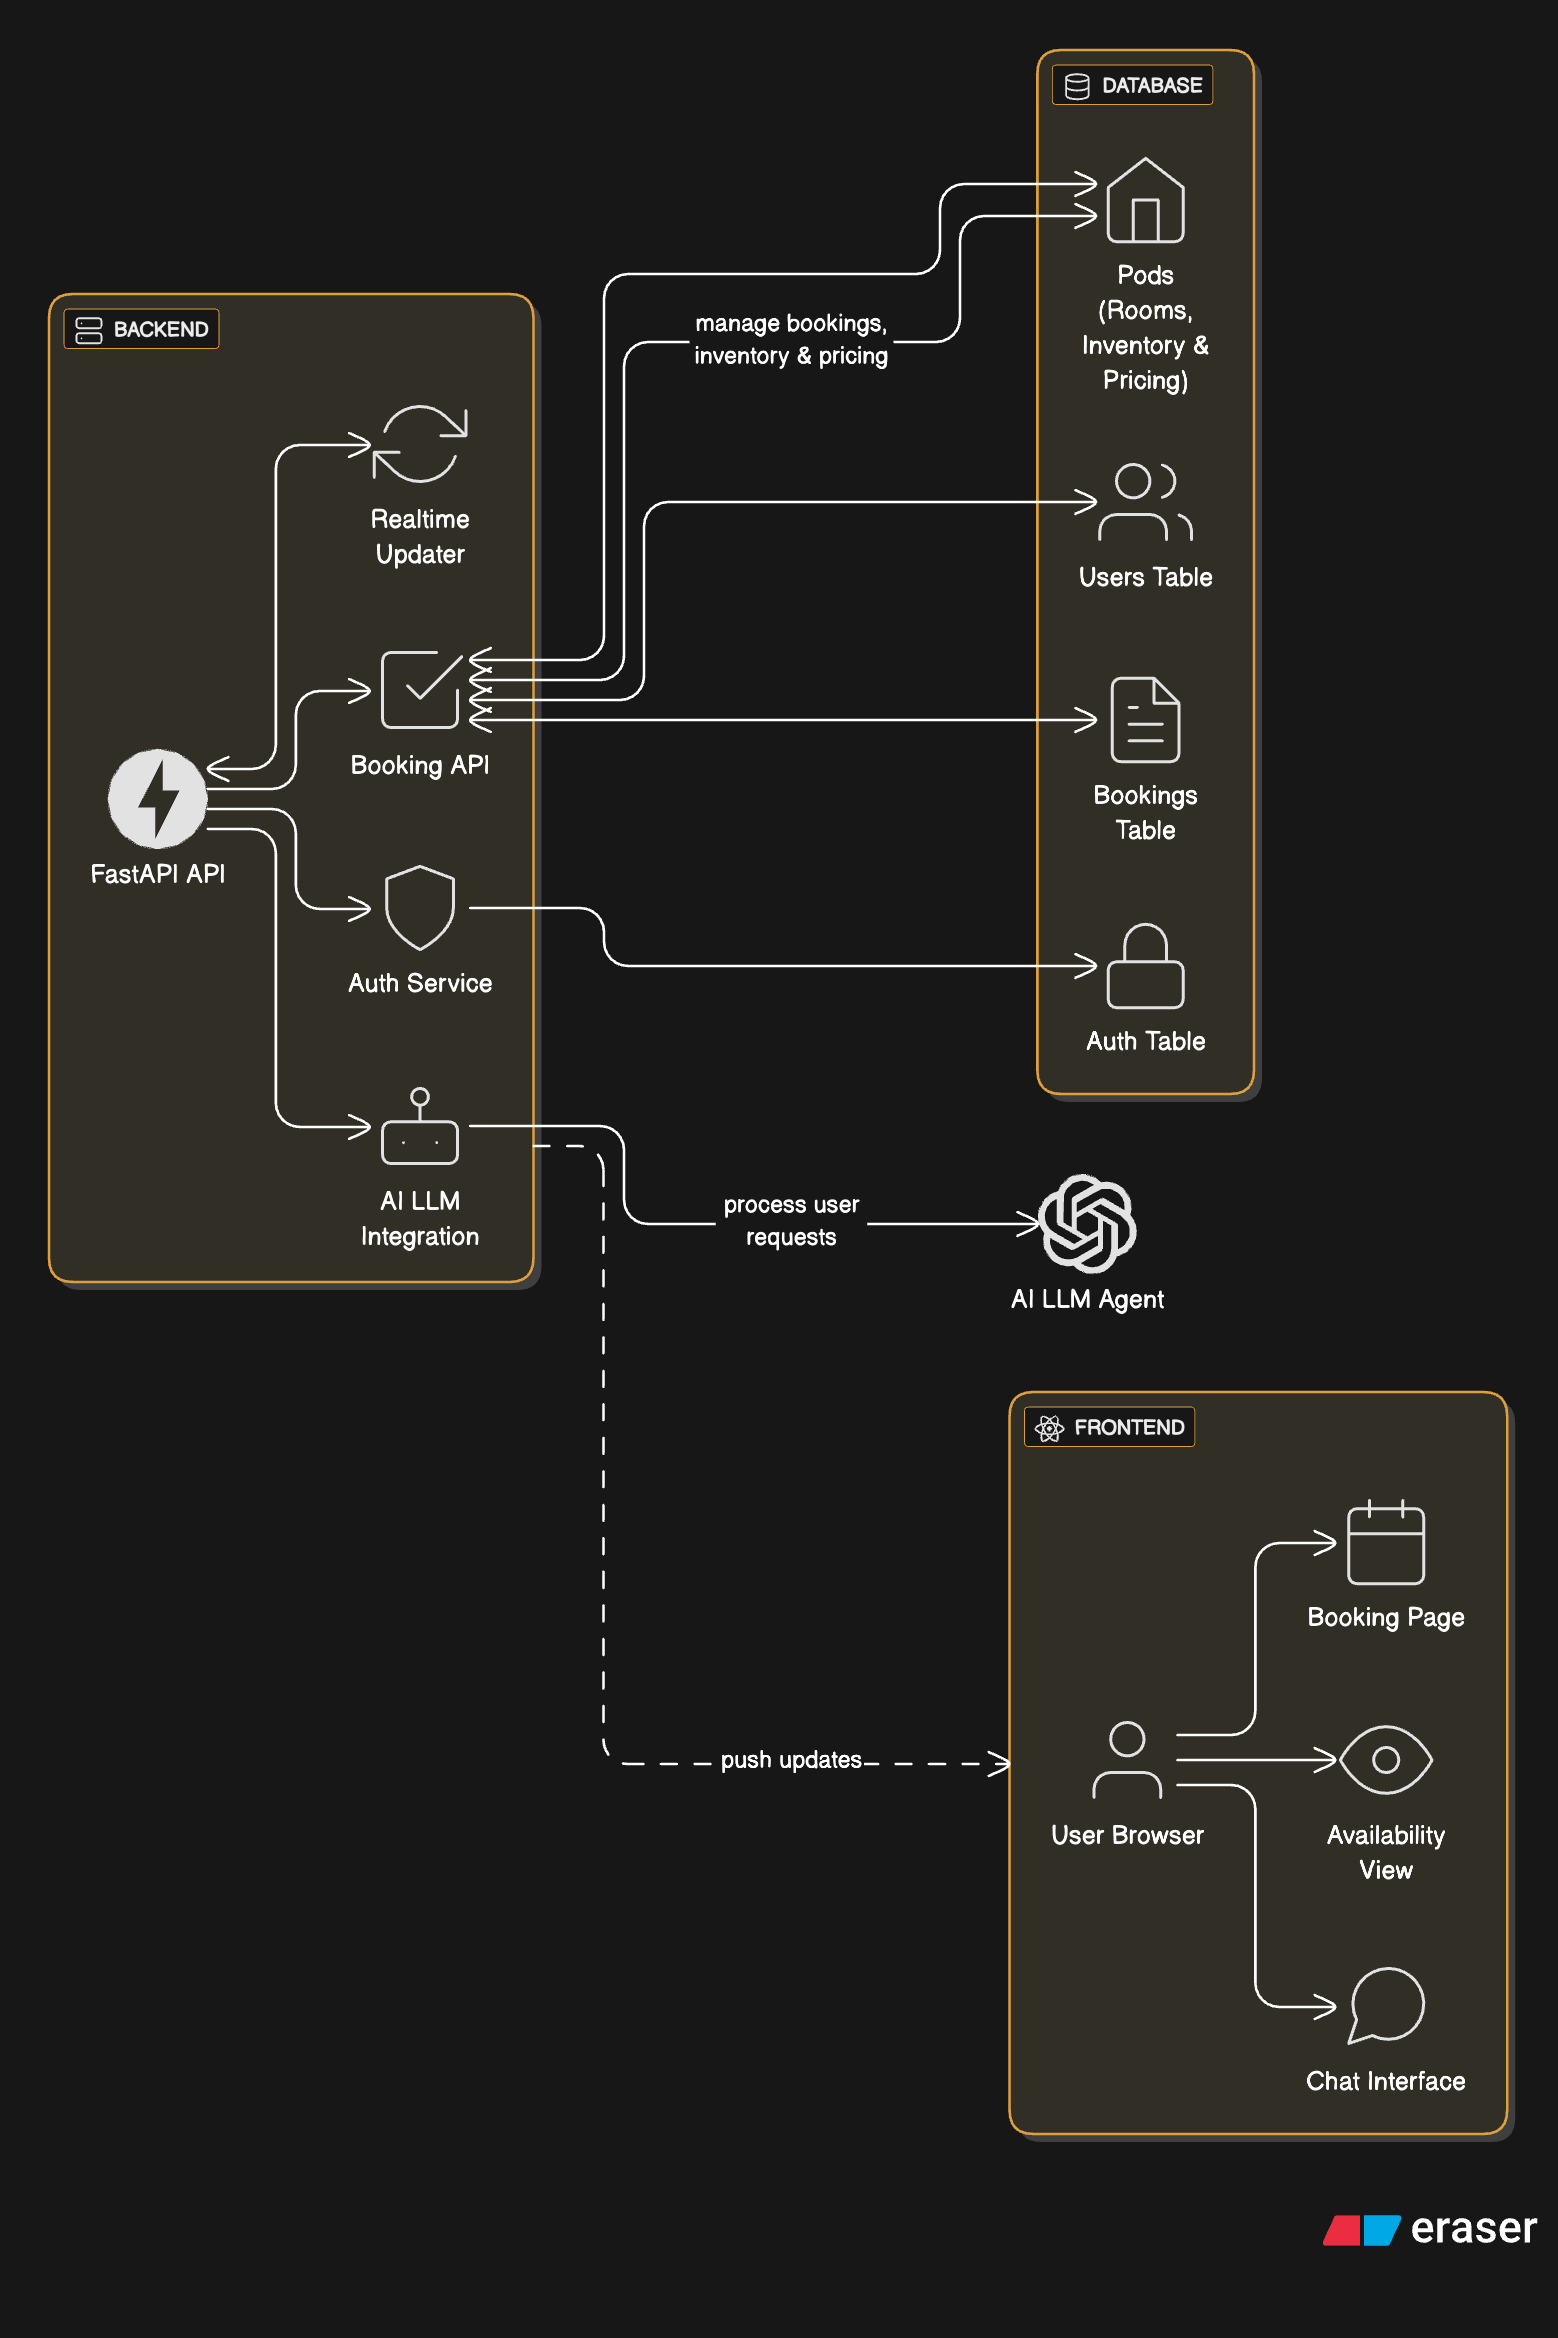 DATABASE
Pods
(Rooms,
Inventory &
Pricing)
Users Table
Bookings
Table
Auth Table
manage bookings,
inventory & pricing
BACKEND
Realtime
Updater
Booking API
FastAPI API
Auth Service
AI LLM
Integration
process user
requests
AI LLM Agent
push updates
FRONTEND
Booking Page
User Browser
Availability
View
Chat Interface
eraser